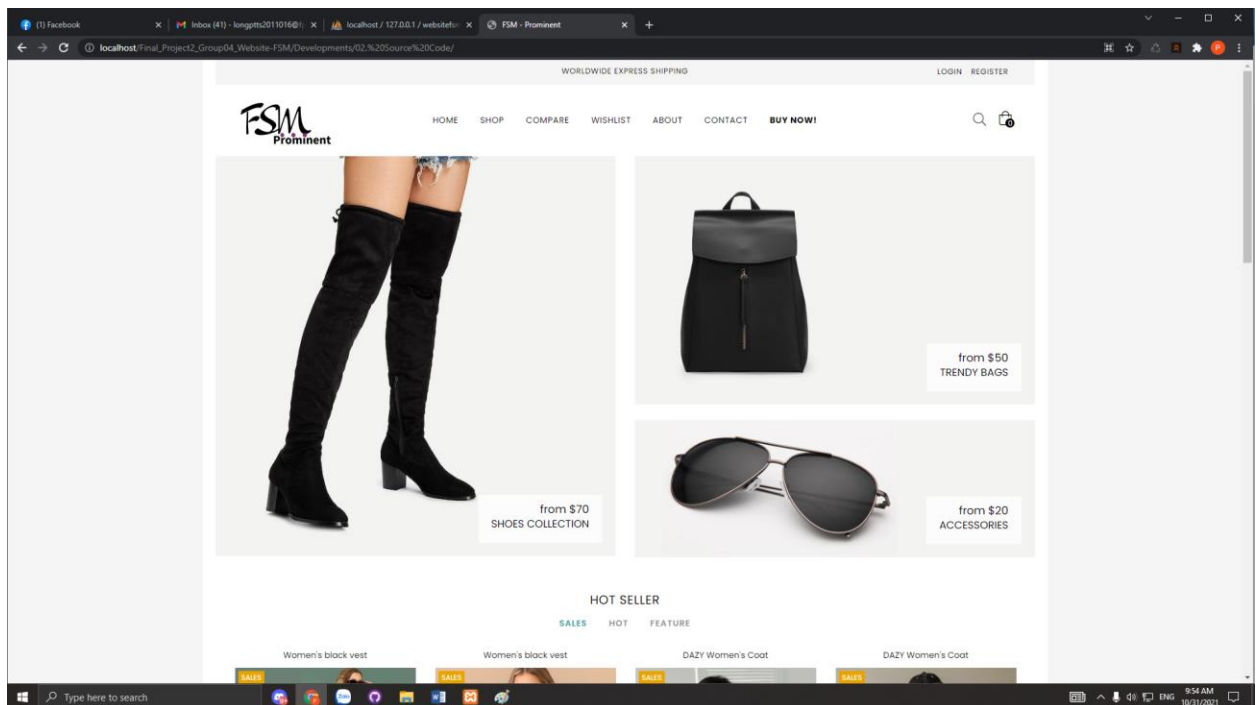 (1) Facebook
Inbox (41) - longptts2011016@f
localhost / 127.0.0.1 / websitefs
FSM - Prominent
localhost/Final_Project2_Group04_Website-FSM/Developments/02.%20Source%20Code/
WORLDWIDE EXPRESS SHIPPING
LOGIN REGISTER
FSM
Prominent
HOME SHOP COMPARE WISHLIST ABOUT CONTACT BUY NOW!
0
from $50
TRENDY BAGS
from $70
SHOES COLLECTION
from $20
ACCESSORIES
HOT SELLER
SALES HOT FEATURE
Women's black vest
Women's black vest
DAZY Women's Coat
DAZY Women's Coat
SALES
SALES
SALES
SALES
Type here to search
Zalo
ENG
9:54 AM
10/31/2021